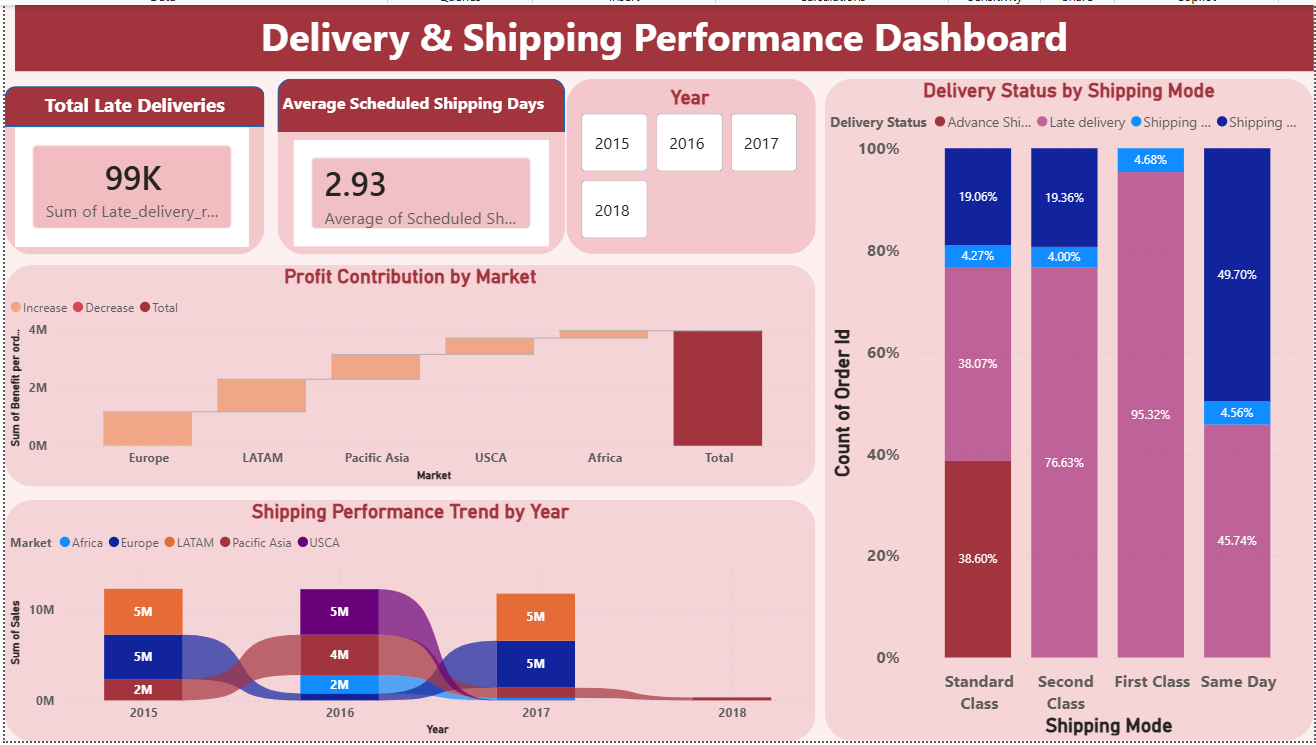 Delivery & Shipping Performance Dashboard
Total Late Deliveries
99K
Sum of Late_delivery_r...
Average Scheduled Shipping Days
2.93
Average of Scheduled Sh...
Year
2015 2016 2017
2018
Profit Contribution by Market
Increase Decrease Total
Sum of Benefit per ord...
4M
2M
0M
Europe LATAM Pacific Asia USCA Africa Total
Market
Shipping Performance Trend by Year
Market Africa Europe LATAM Pacific Asia USCA
Sum of Sales
10M
0M
5M
5M
2M
5M
4M
2M
5M
5M
2015 2016 2017 2018
Year
Delivery Status by Shipping Mode
Delivery Status Advance Shi... Late delivery Shipping ... Shipping ...
Count of Order Id
100%
80%
60%
40%
20%
0%
19.06%
4.27%
38.07%
38.60%
19.36%
4.00%
76.63%
4.68%
95.32%
49.70%
4.56%
45.74%
Standard Class
Second Class
First Class
Same Day
Shipping Mode